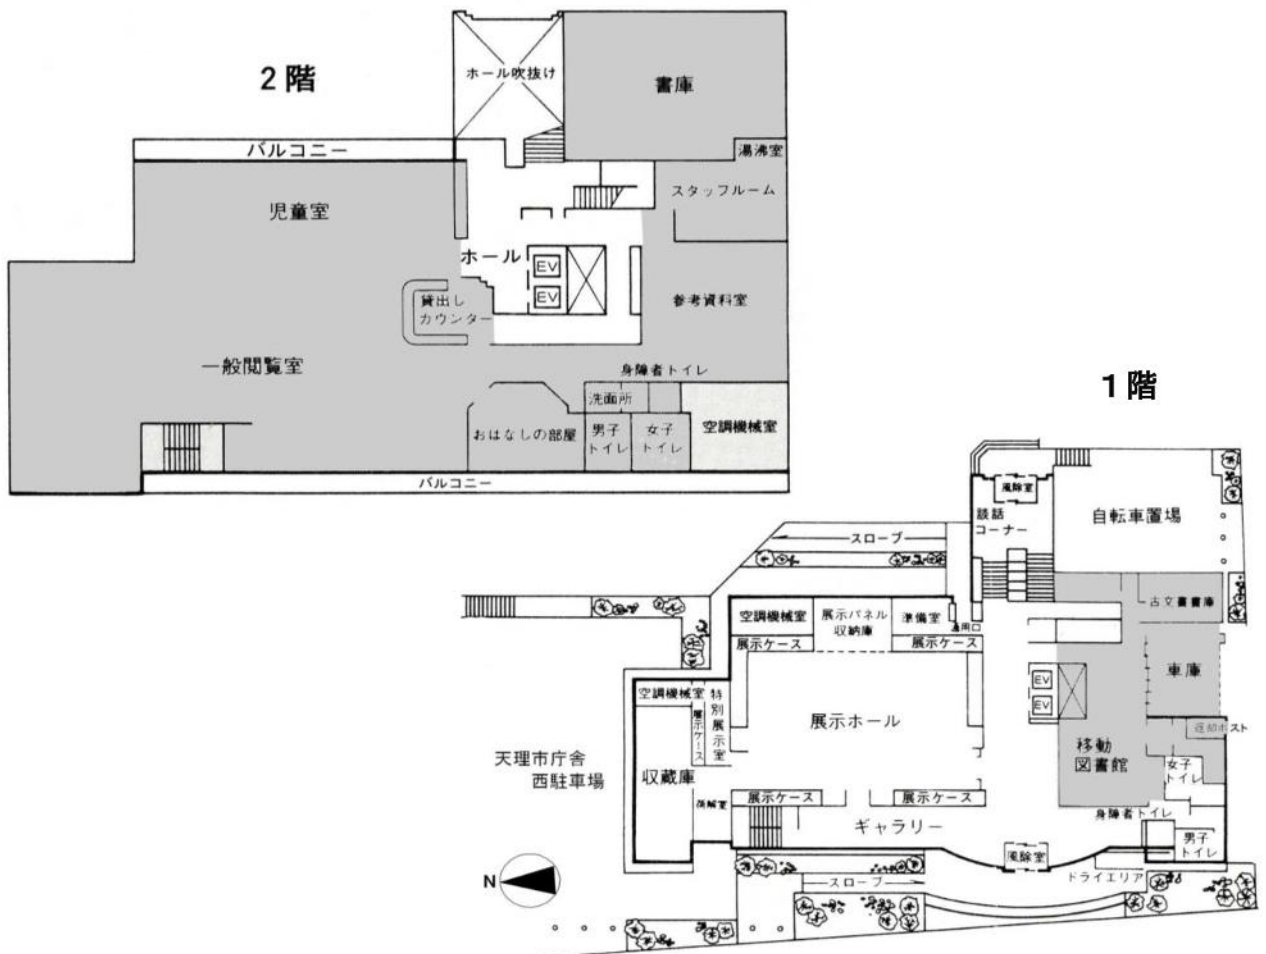 2階
ホール吹抜け
書庫
湯沸室
バルコニー
スタッフルーム
児童室
ホール
EV
EV
貸出し
カウンター
参考資料室
一般閲覧室
身障者トイレ
洗面所
おはなしの部屋
男子
トイレ
女子
トイレ
空調機械室
バルコニー
1階
風除室
談話
コーナー
自転車置場
スロープ
古文書書庫
空調機械室
展示パネル
収納庫
準備室
通用口
展示ケース
展示ケース
車庫
EV
EV
空調機械室
特別展示室
展示ケース
展示ホール
返却ポスト
移動
図書館
女子
トイレ
天理市庁舎
西駐車場
収蔵庫
展示ケース
展示ケース
身障者トイレ
ギャラリー
男子
トイレ
風除室
ドライエリア
スロープ
N